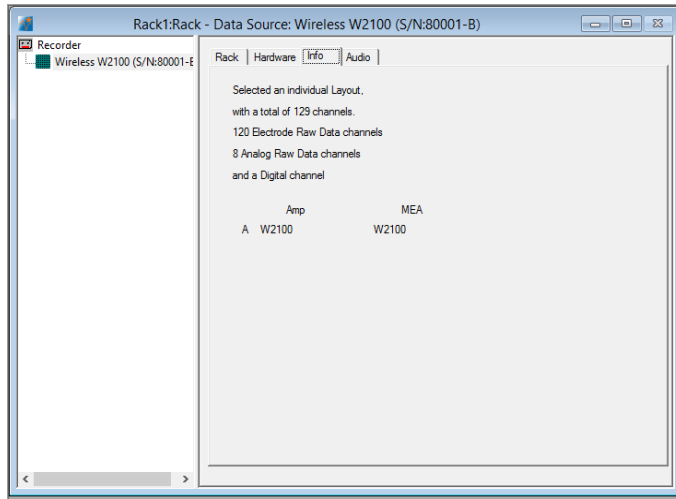 Rack1:Rack - Data Source: Wireless W2100 (S/N:80001-B)
Recorder
Wireless W2100 (S/N:80001-E
Rack Hardware Info Audio
Selected an individual Layout,
with a total of 129 channels.
120 Electrode Raw Data channels
8 Analog Raw Data channels
and a Digital channel
Amp MEA
A W2100 W2100